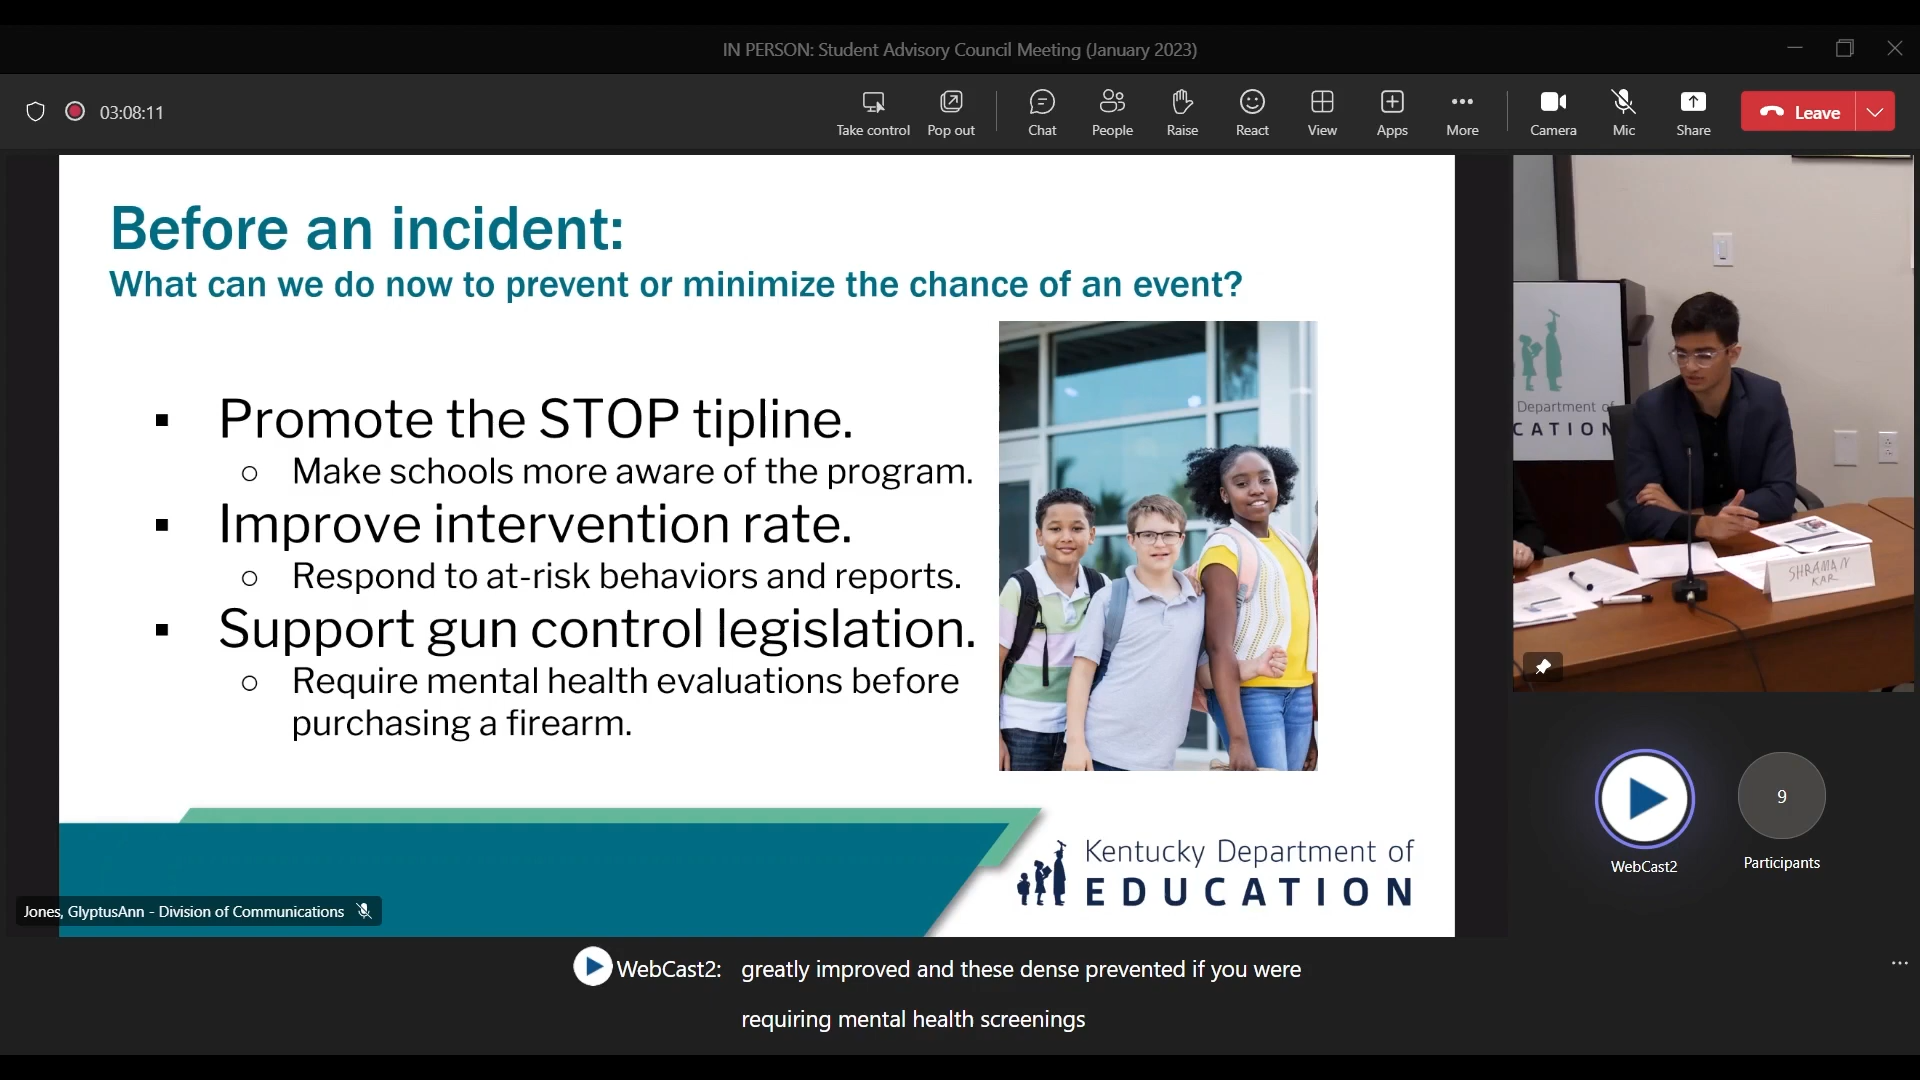 IN PERSON: Student Advisory Council Meeting (January 2023)
03:08:11
Take control
Pop out
Chat
People
Raise
React
View
Apps
More
Camera
Mic
Share
Leave
Before an incident:
What can we do now to prevent or minimize the chance of an event?
Promote the STOP tipline.
Make schools more aware of the program.
Improve intervention rate.
Respond to at-risk behaviors and reports.
Support gun control legislation.
Require mental health evaluations before
purchasing a firearm.
Kentucky Department of
EDUCATION
Jones, GlyptusAnn - Division of Communications
Department of
CATION
SHRAMAN
KAR
WebCast2
9
Participants
WebCast2: greatly improved and these dense prevented if you were
requiring mental health screenings